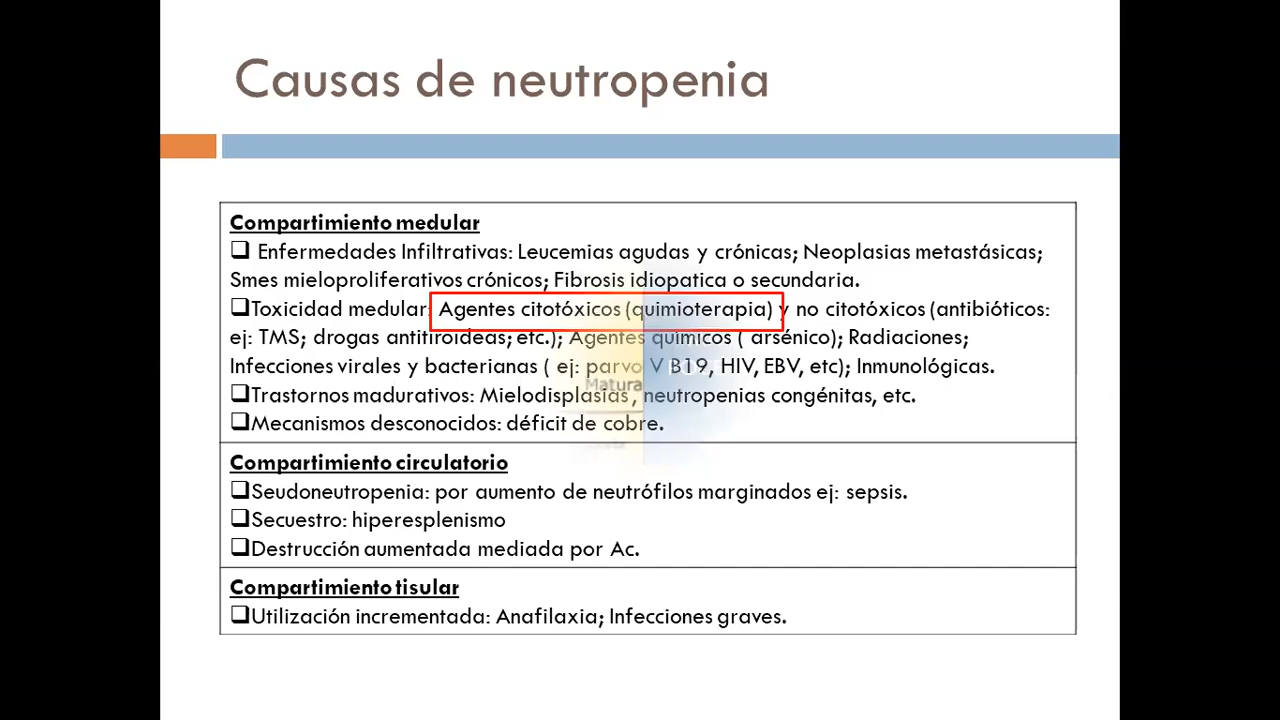 Causas de neutropenia
Compartimiento medular
Enfermedades Infiltrativas: Leucemias agudas y crónicas; Neoplasias metastásicas;
Smes mieloproliferativos crónicos; Fibrosis idiopatica o secundaria.
Toxicidad medular: Agentes citotóxicos (quimioterapia) y no citotóxicos (antibióticos:
ej: TMS; drogas antitiroideas; etc.); Agentes químicos ( arsénico); Radiaciones;
Infecciones virales y bacterianas ( ej: parvo V B19, HIV, EBV, etc); Inmunológicas.
Matura
Trastornos madurativos: Mielodisplasias , neutropenias congénitas, etc.
Mecanismos desconocidos: déficit de cobre.
Compartimiento circulatorio
Seudoneutropenia: por aumento de neutrófilos marginados ej: sepsis.
Secuestro: hiperesplenismo
Destrucción aumentada mediada por Ac.
Compartimiento tisular
Utilización incrementada: Anafilaxia; Infecciones graves.